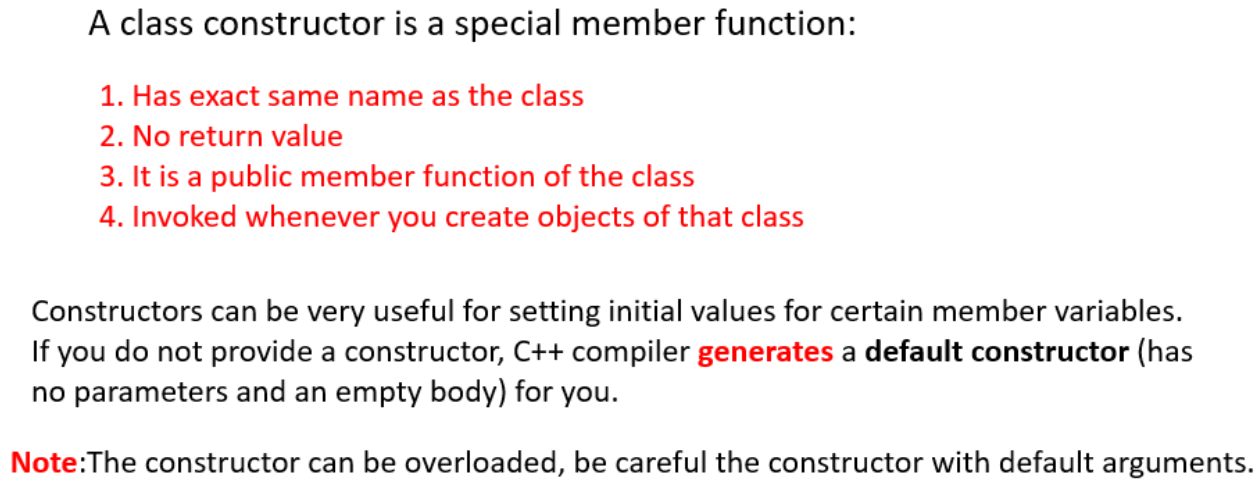 A class constructor is a special member function:
1. Has exact same name as the class
2. No return value
3. It is a public member function of the class
4. Invoked whenever you create objects of that class
Constructors can be very useful for setting initial values for certain member variables.
If you do not provide a constructor, C++ compiler generates a default constructor (has
no parameters and an empty body) for you.
Note:The constructor can be overloaded, be careful the constructor with default arguments.